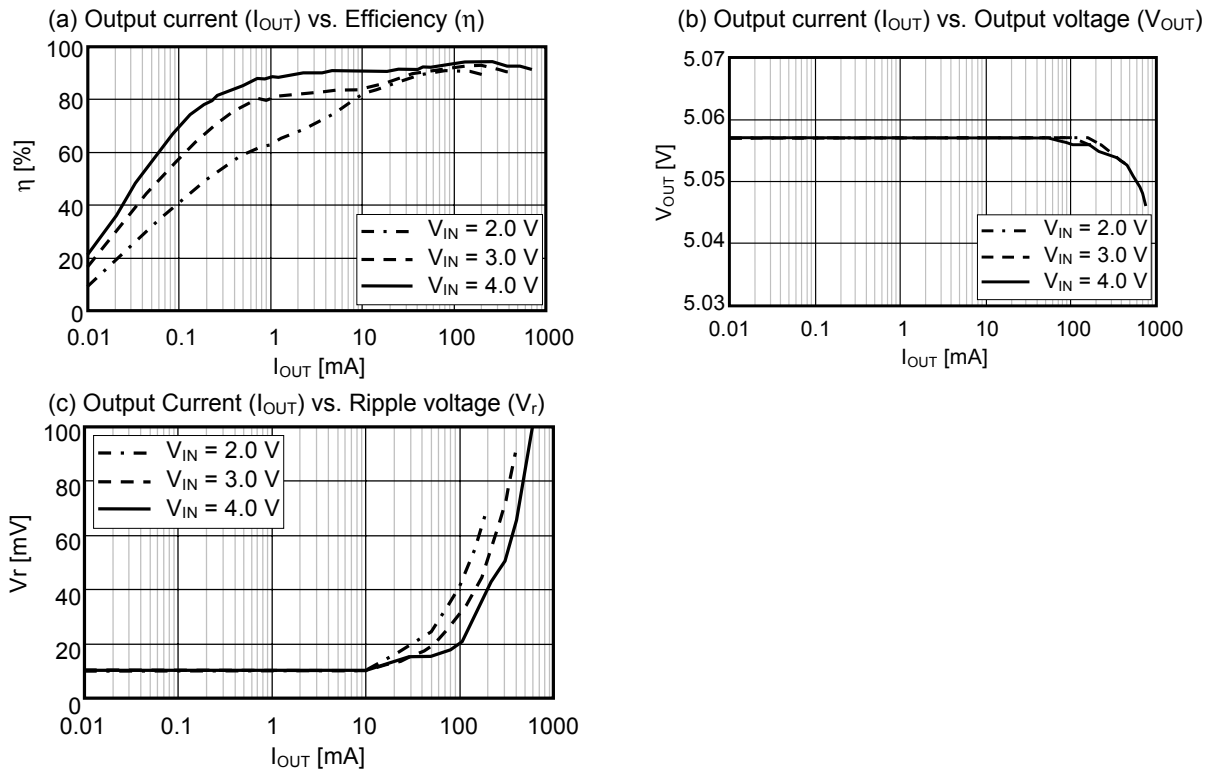 (a) Output current (IOUT) vs. Efficiency (η)
100
80
60
40
20
0
η [%]
VIN = 2.0 V
VIN = 3.0 V
VIN = 4.0 V
0.01 0.1 1 10 100 1000
IOUT [mA]
(b) Output current (IOUT) vs. Output voltage (VOUT)
5.07
5.06
5.05
5.04
5.03
VOUT [V]
VIN = 2.0 V
VIN = 3.0 V
VIN = 4.0 V
0.01 0.1 1 10 100 1000
IOUT [mA]
(c) Output Current (IOUT) vs. Ripple voltage (Vr)
100
80
60
40
20
0
Vr [mV]
VIN = 2.0 V
VIN = 3.0 V
VIN = 4.0 V
0.01 0.1 1 10 100 1000
IOUT [mA]